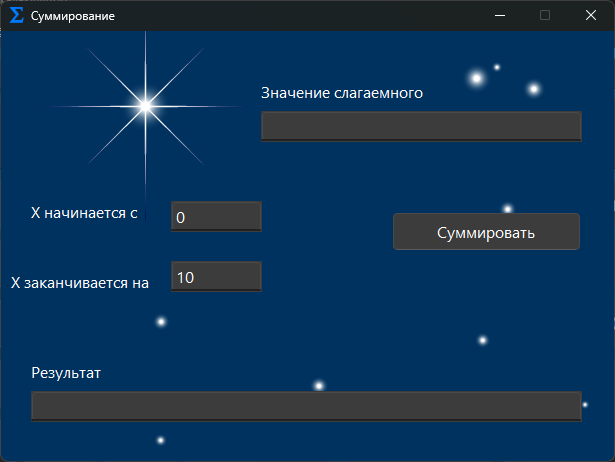 Суммирование
Значение слагаемного
X начинается с
0
Суммировать
X заканчивается на
10
Результат